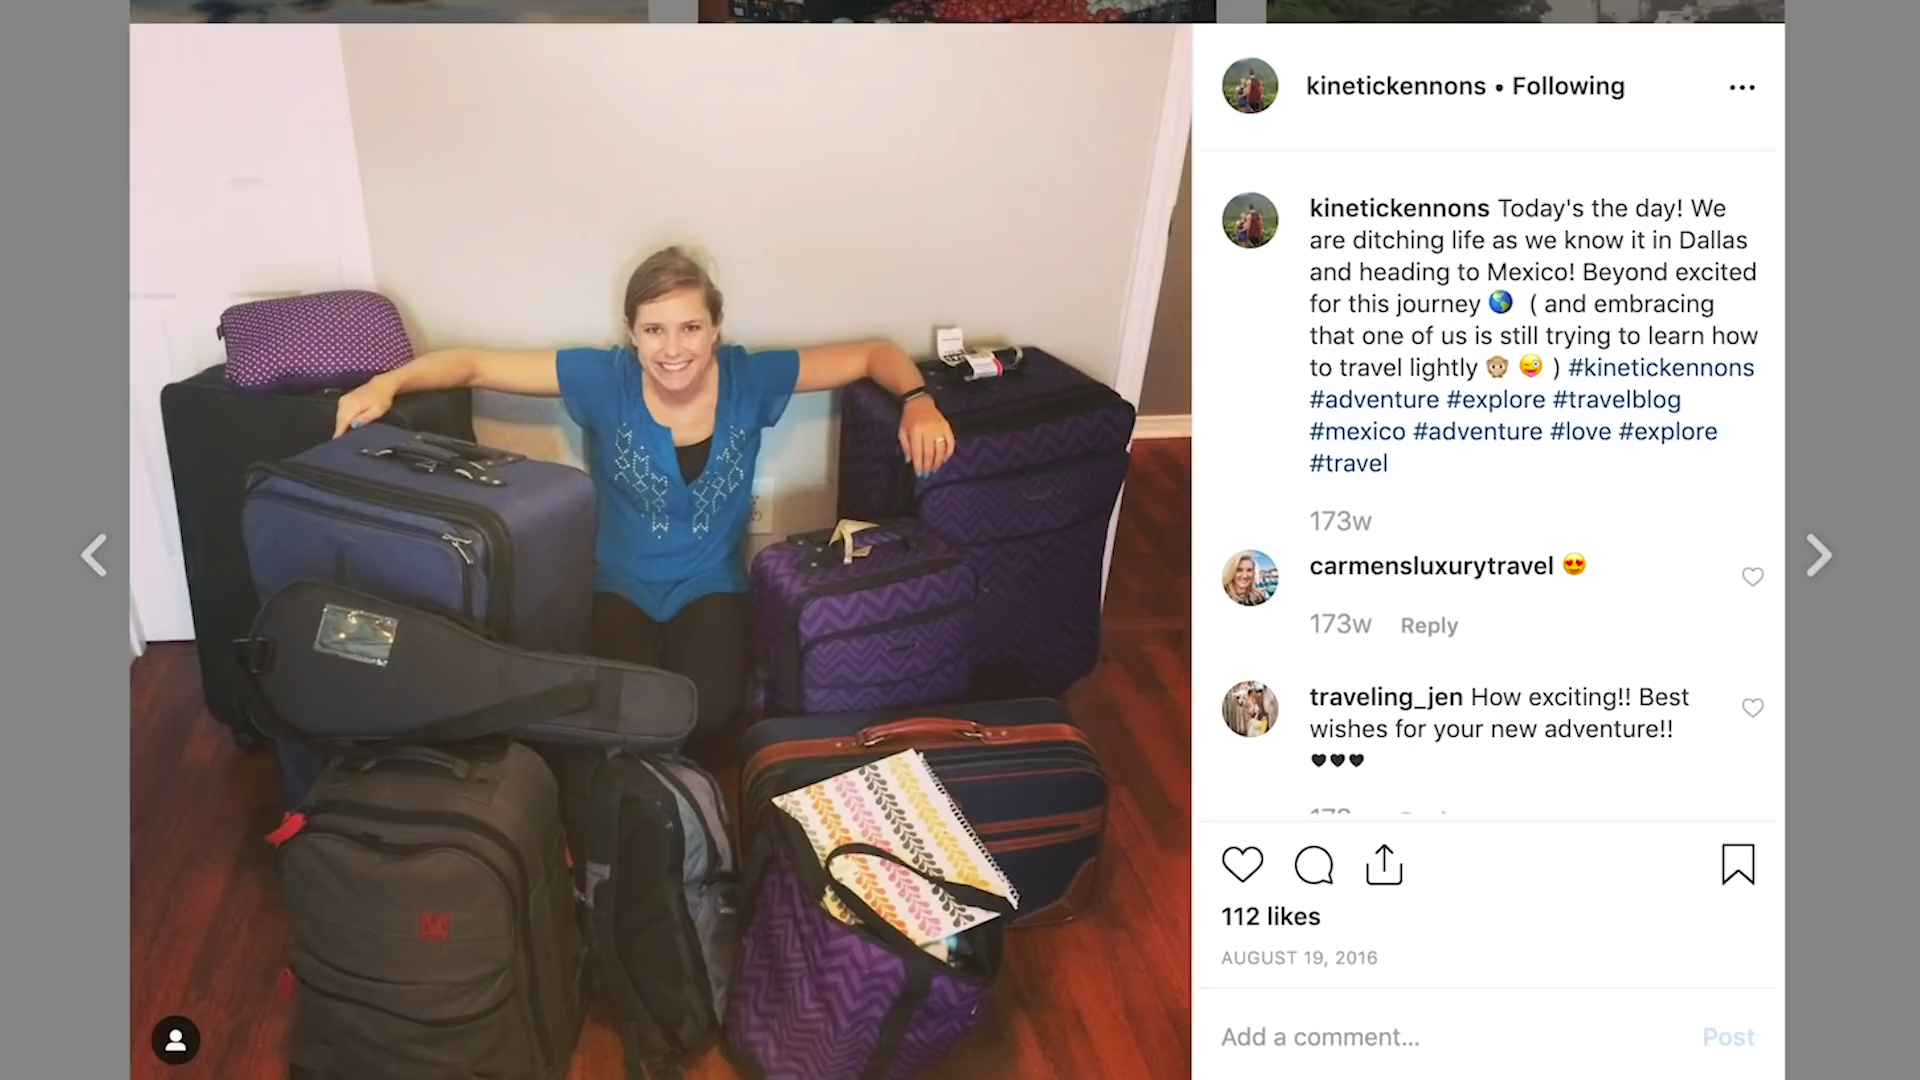 kinetickennons • Following
kinetickennons Today's the day! We
are ditching life as we know it in Dallas
and heading to Mexico! Beyond excited
for this journey 🌎 ( and embracing
that one of us is still trying to learn how
to travel lightly 🙊 😜 ) #kinetickennons
#adventure #explore #travelblog
#mexico #adventure #love #explore
#travel
173w
carmensluxurytravel 😍
173w Reply
traveling_jen How exciting!! Best
wishes for your new adventure!!
🖤🖤🖤
112 likes
AUGUST 19, 2016
Add a comment...
Post